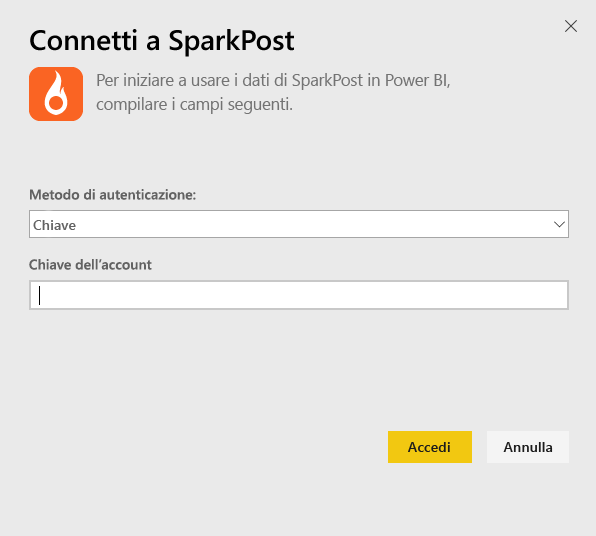 Connetti a SparkPost
Per iniziare a usare i dati di SparkPost in Power BI,
compilare i campi seguenti.
Metodo di autenticazione:
Chiave
Chiave dell'account
Accedi
Annulla